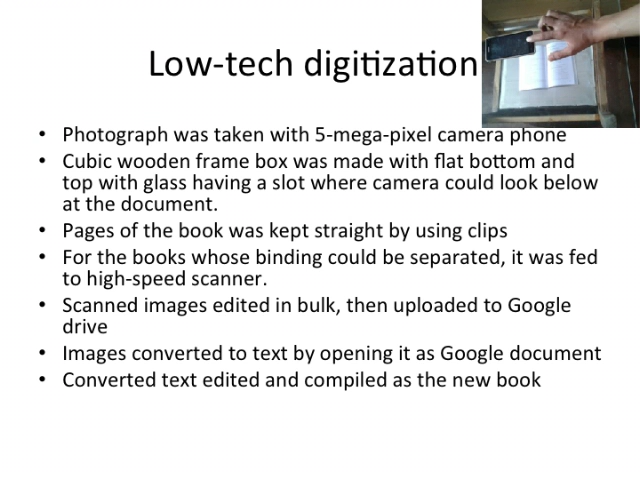 Low-tech digitization
• Photograph was taken with 5-mega-pixel camera phone
• Cubic wooden frame box was made with flat bottom and
top with glass having a slot where camera could look below
at the document.
• Pages of the book was kept straight by using clips
• For the books whose binding could be separated, it was fed
to high-speed scanner.
• Scanned images edited in bulk, then uploaded to Google
drive
• Images converted to text by opening it as Google document
• Converted text edited and compiled as the new book